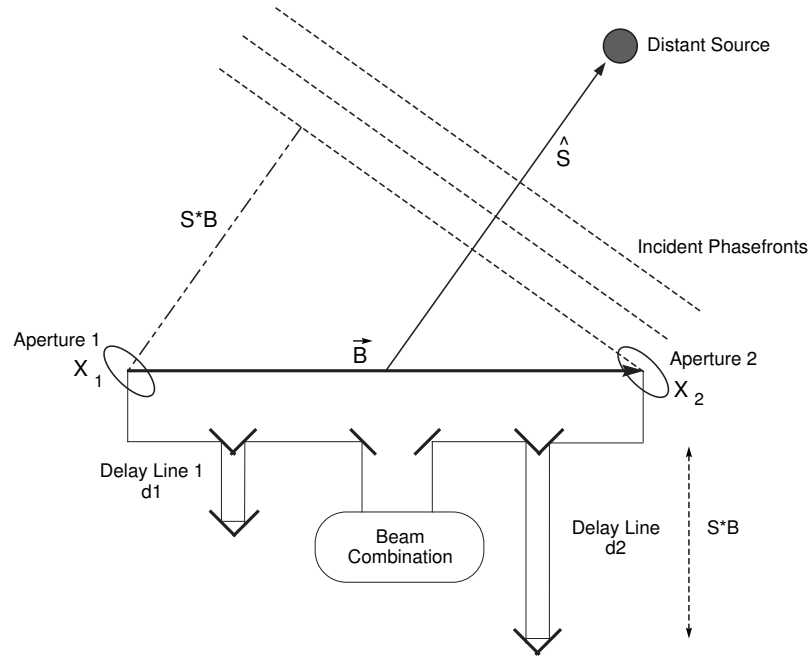 Distant Source
^
S
S*B
Incident Phasefronts
Aperture 1
X 1
→
B
Aperture 2
X 2
Delay Line 1
d1
Beam
Combination
Delay Line
d2
S*B